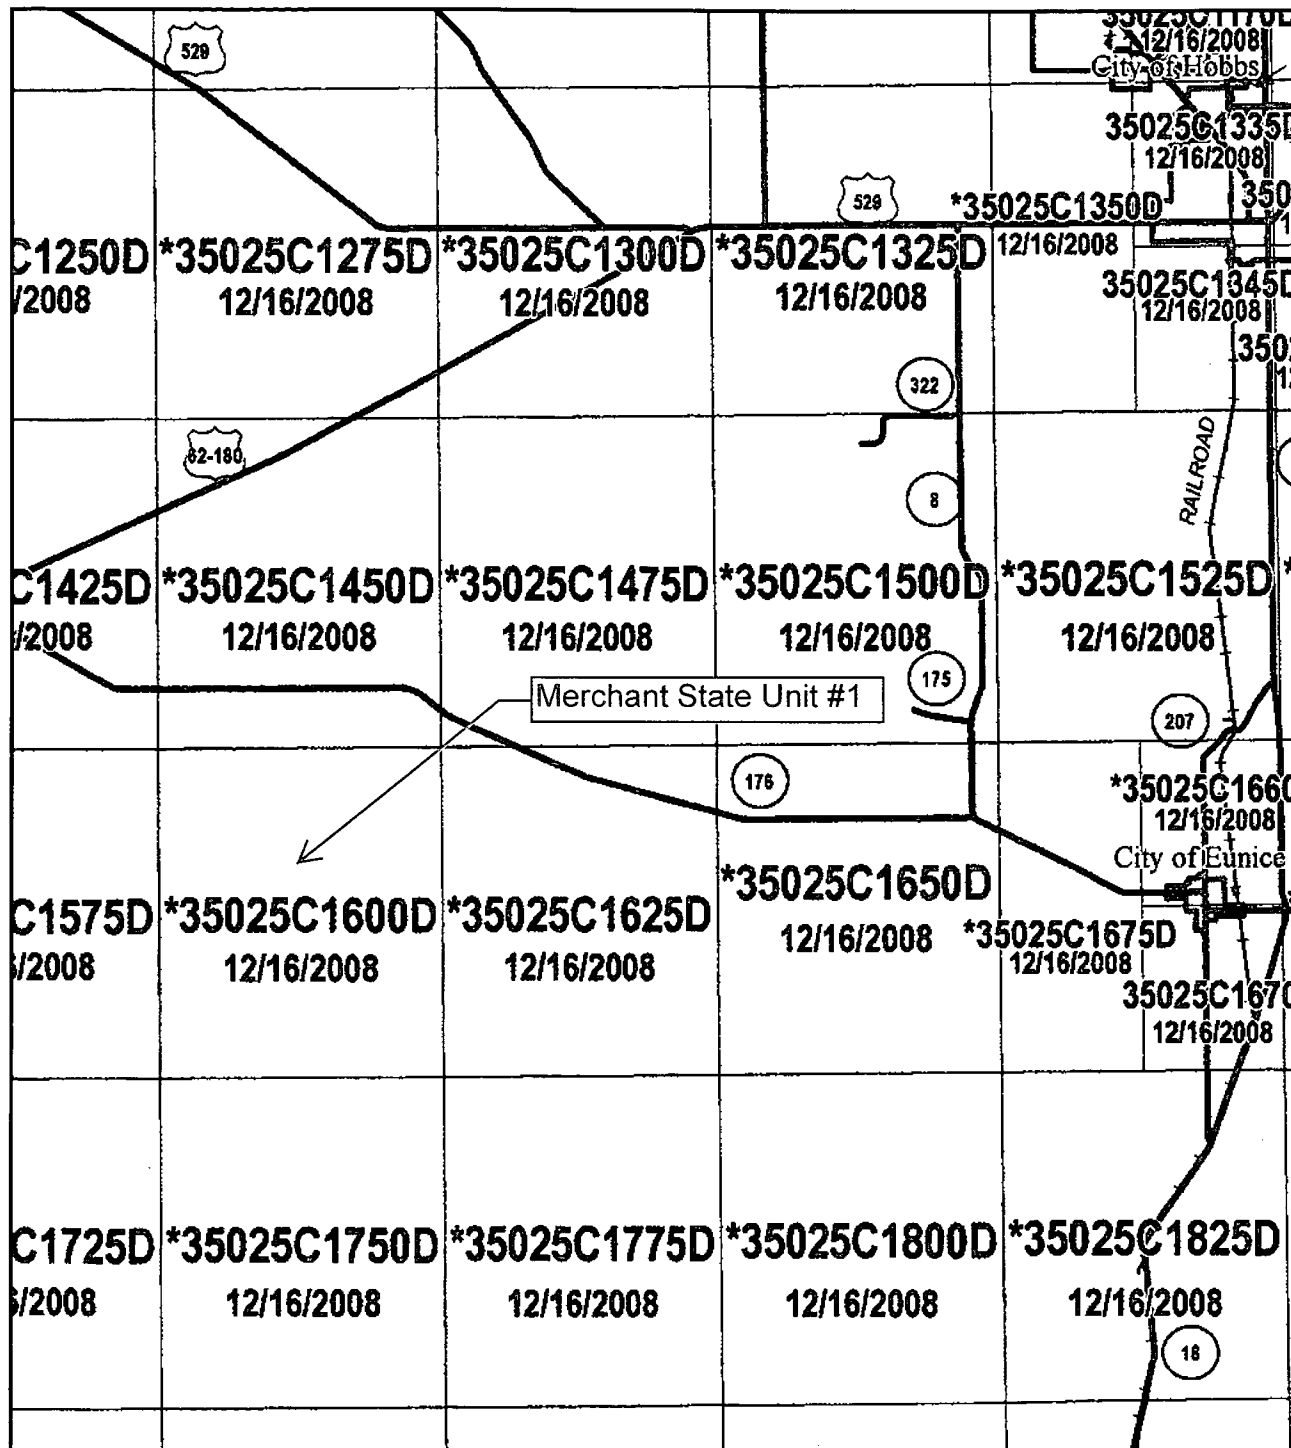 35025C1170D
12/16/2008
City of Hobbs
529
35025C1335D
12/16/2008
529
*35025C1350D
12/16/2008
350
C1250D
/2008
*35025C1275D
12/16/2008
*35025C1300D
12/16/2008
*35025C1325D
12/16/2008
35025C1345D
12/16/2008
350
322
62-180
8
RAILROAD
C1425D
/2008
*35025C1450D
12/16/2008
*35025C1475D
12/16/2008
*35025C1500D
12/16/2008
*35025C1525D
12/16/2008
*
175
Merchant State Unit #1
207
176
*35025C1660
12/16/2008
City of Eunice
C1575D
/2008
*35025C1600D
12/16/2008
*35025C1625D
12/16/2008
*35025C1650D
12/16/2008
*35025C1675D
12/16/2008
35025C1670
12/16/2008
C1725D
/2008
*35025C1750D
12/16/2008
*35025C1775D
12/16/2008
*35025C1800D
12/16/2008
*35025C1825D
12/16/2008
18